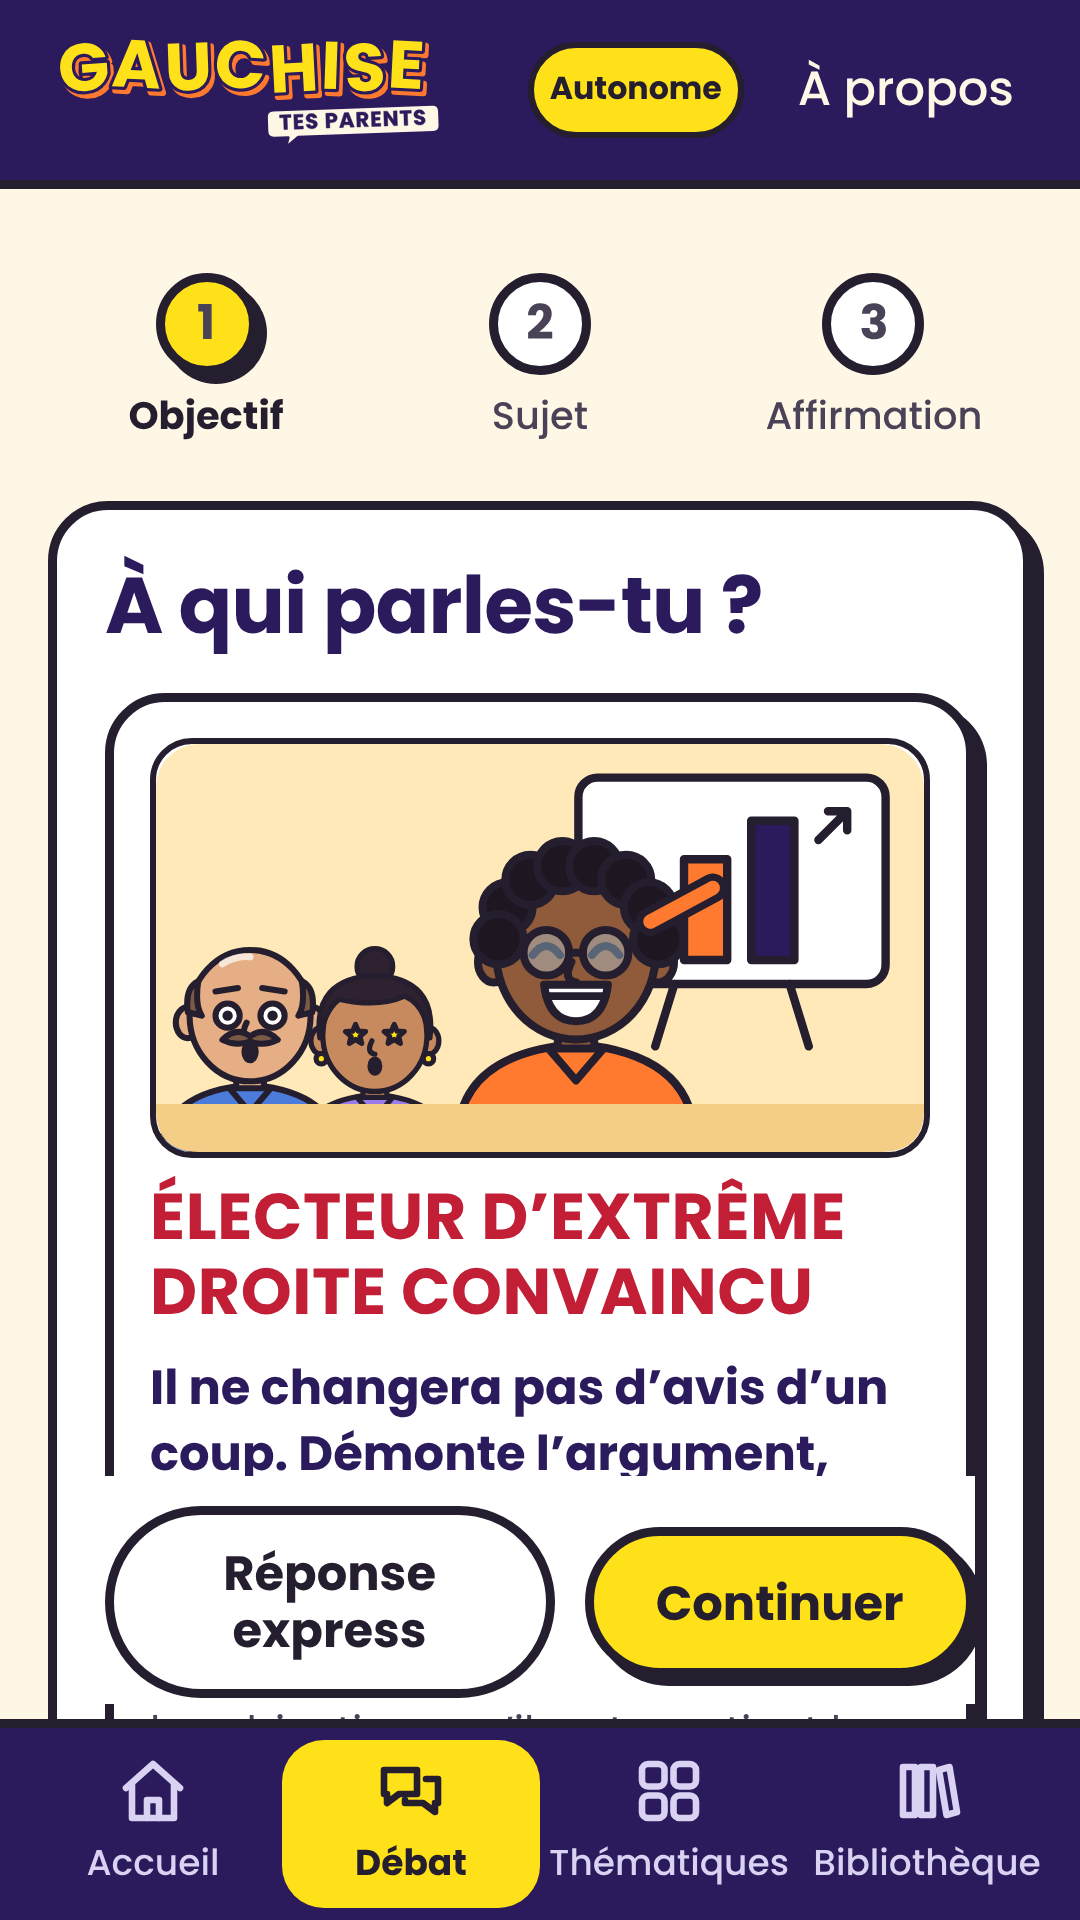 GAUCHISE
TES PARENTS
Autonome
À propos
1
2
3
Objectif
Sujet
Affirmation
À qui parles-tu ?
ÉLECTEUR D’EXTRÊME
DROITE CONVAINCU
Il ne changera pas d’avis d’un
coup. Démonte l’argument,
Réponse
express
Continuer
Accueil
Débat
Thématiques
Bibliothèque